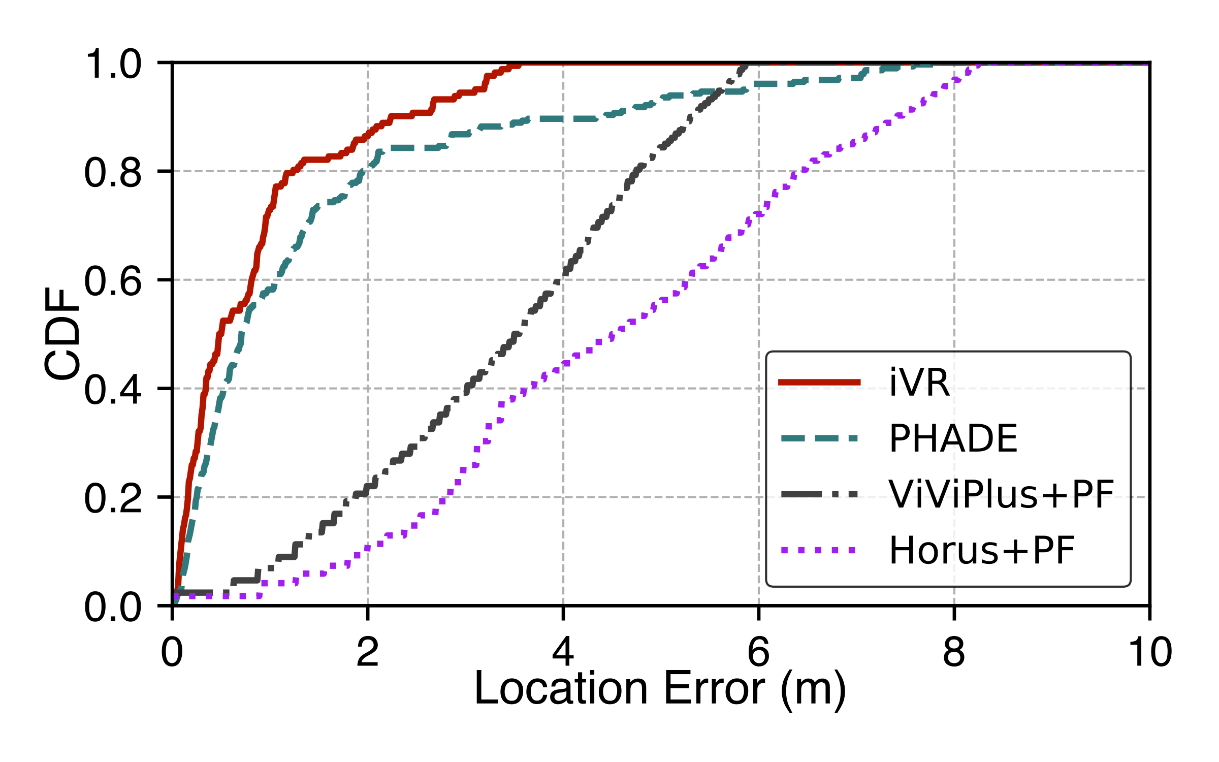 1.0
0.8
0.6
0.4
0.2
0.0
CDF
iVR
PHADE
ViViPlus+PF
Horus+PF
0 2 4 6 8 10
Location Error (m)